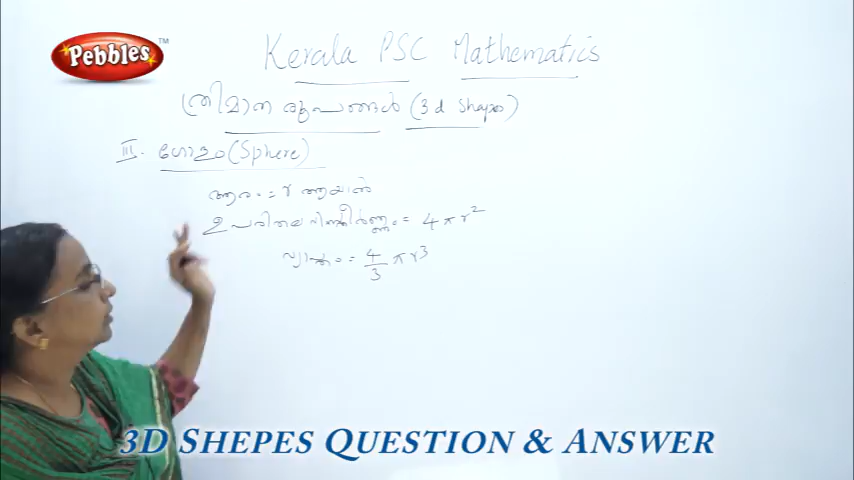 Pebbles™
Kerala PSC Mathematics
ത്രിമാന രൂപങ്ങൾ (3d Shapes)
III. ഗോളം (Sphere)
ആരം = r ആയാൽ
ഉപരിതല വിസ്തീർണ്ണം = 4πr²
വ്യാപ്തം = 4/3 πr³
3D SHEPES QUESTION & ANSWER